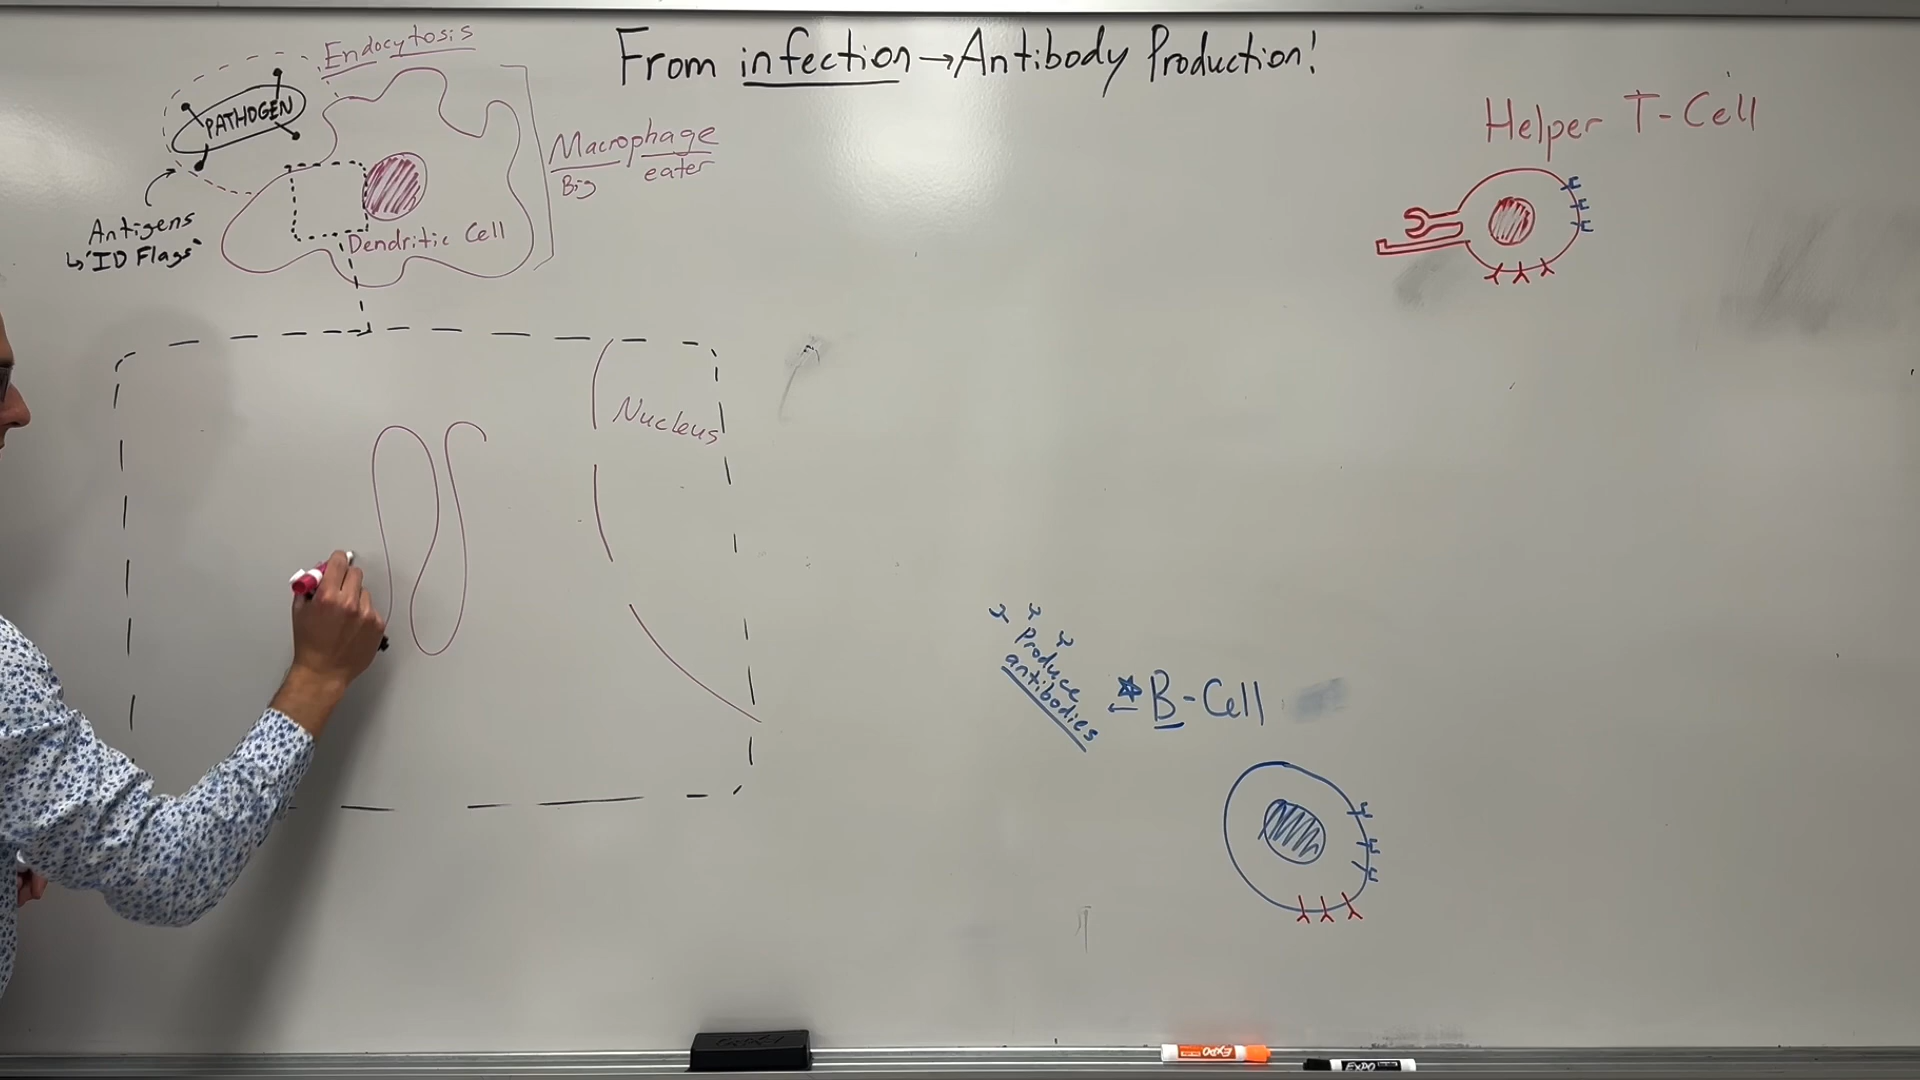 From infection → Antibody Production!
Endocytosis
PATHOGEN
Macrophage
Big eater
Antigens
↳ "ID Flags"
Dendritic Cell
Helper T-Cell
Nucleus
Produce
antibodies
B-Cell
EXPO
EXPO
EXPO